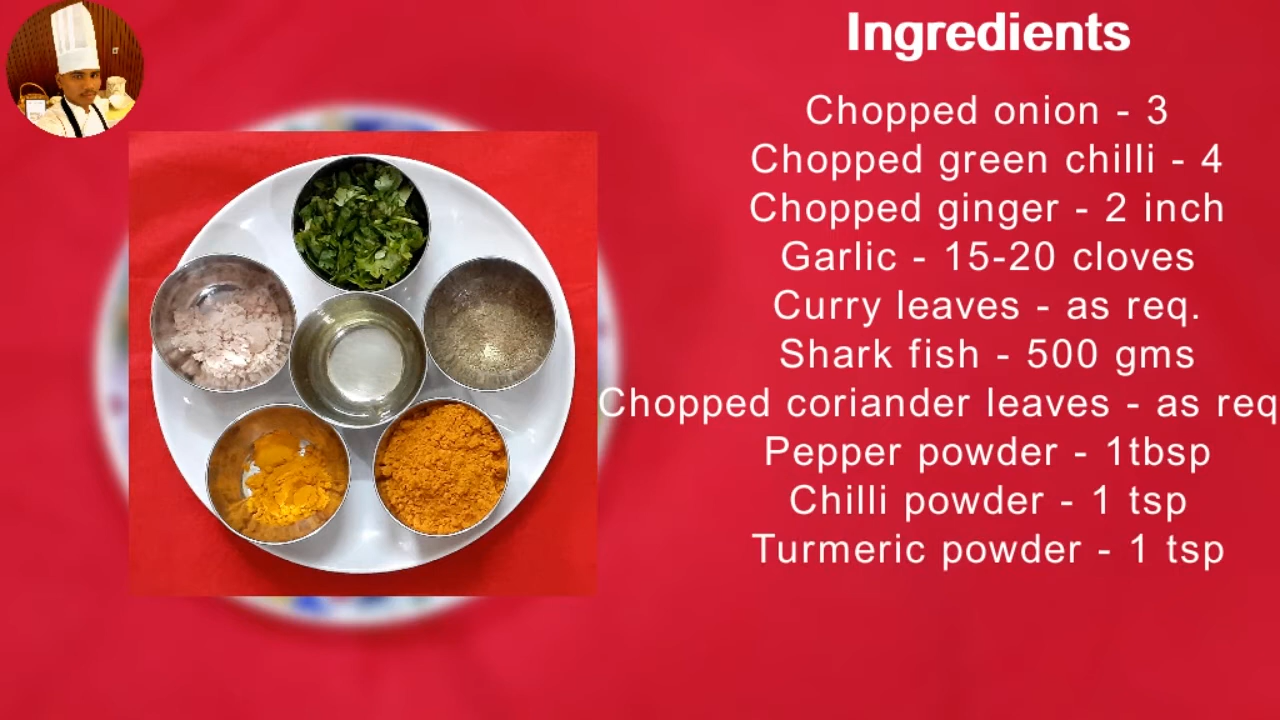 Ingredients
Chopped onion - 3
Chopped green chilli - 4
Chopped ginger - 2 inch
Garlic - 15-20 cloves
Curry leaves - as req.
Shark fish - 500 gms
Chopped coriander leaves - as req
Pepper powder - 1tbsp
Chilli powder - 1 tsp
Turmeric powder - 1 tsp